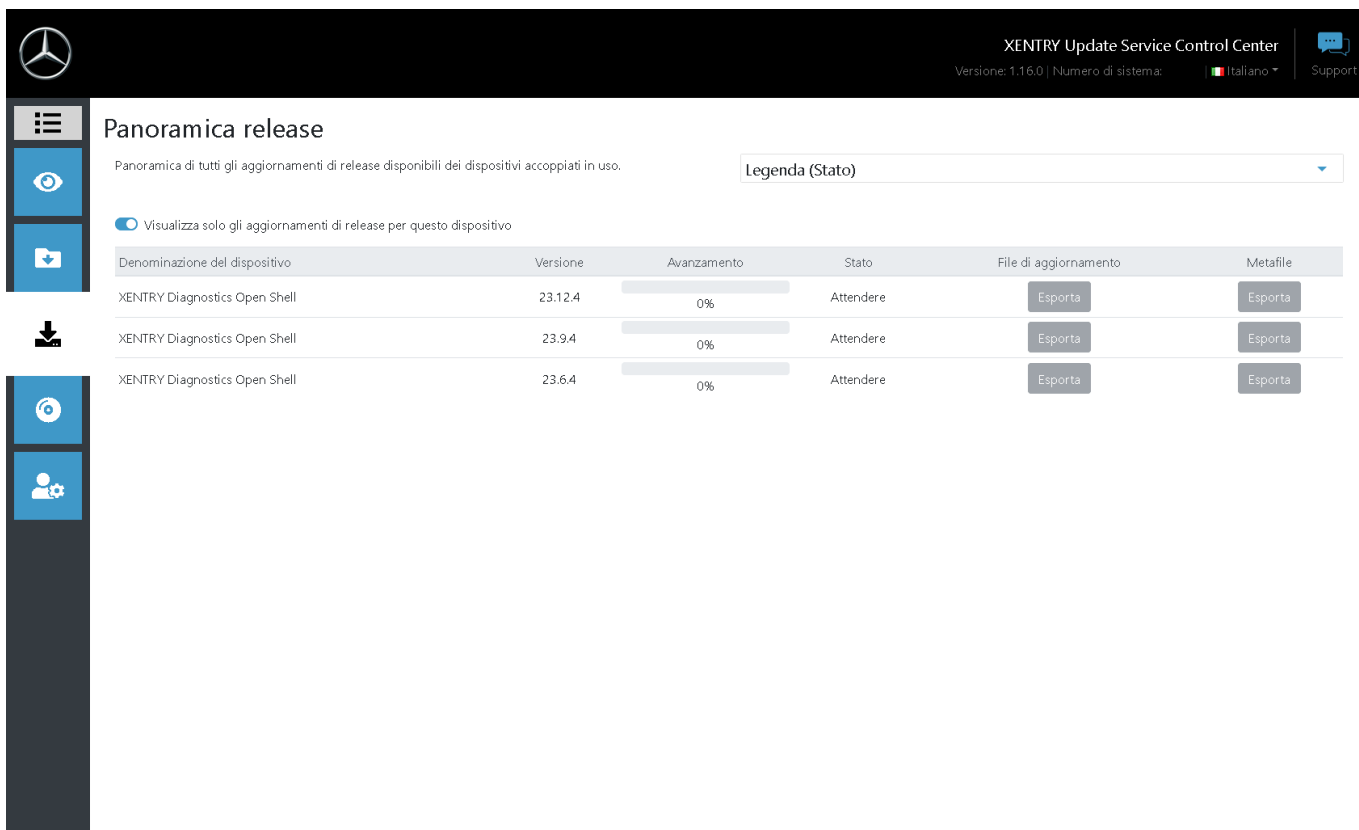 XENTRY Update Service Control Center
Versione: 1.16.0 | Numero di sistema: | Italiano
Support
Panoramica release
Panoramica di tutti gli aggiornamenti di release disponibili dei dispositivi accoppiati in uso.
Legenda (Stato)
Visualizza solo gli aggiornamenti di release per questo dispositivo
Denominazione del dispositivo Versione Avanzamento Stato File di aggiornamento Metafile
XENTRY Diagnostics Open Shell 23.12.4 0% Attendere Esporta Esporta
XENTRY Diagnostics Open Shell 23.9.4 0% Attendere Esporta Esporta
XENTRY Diagnostics Open Shell 23.6.4 0% Attendere Esporta Esporta